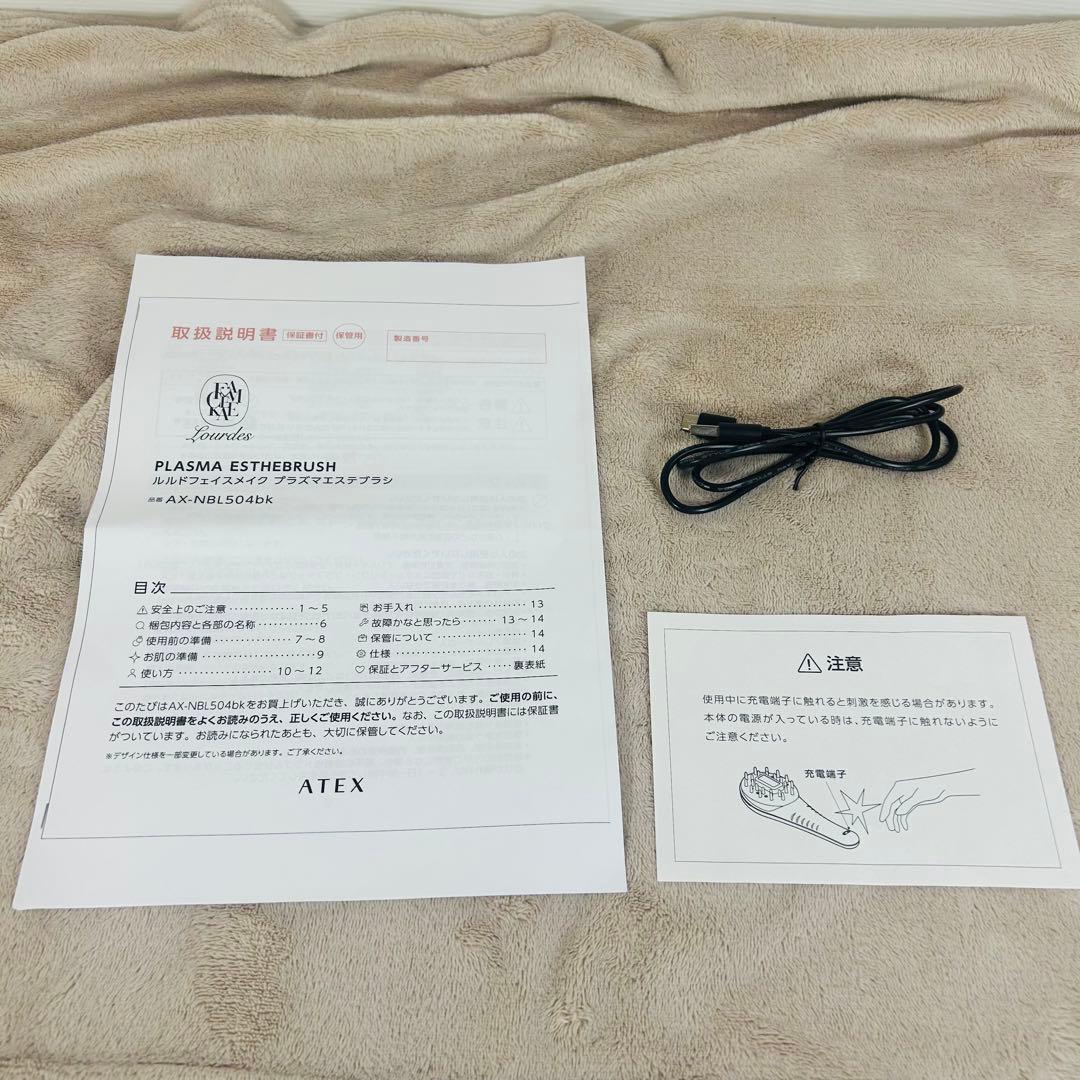 取扱説明書 保証書付 保管用
製造番号
Lourdes
PLASMA ESTHEBRUSH
ルルドフェイスメイク プラズマエステブラシ
品番 AX-NBL504bk
目次
安全上のご注意 ············· 1～5
梱包内容と各部の名称 ············6
使用前の準備 ················ 7～8
お肌の準備 ·······················9
使い方 ···················· 10～12
お手入れ ······················ 13
故障かなと思ったら······· 13～14
保管について ·················· 14
仕様 ···························· 14
保証とアフターサービス ····· 裏表紙
このたびはAX-NBL504bkをお買上げいただき、誠にありがとうございます。ご使用の前に、
この取扱説明書をよくお読みのうえ、正しくご使用ください。なお、この取扱説明書には保証書
がついています。お読みになられたあとも、大切に保管してください。
※デザイン仕様を一部変更している場合があります。ご了承ください。
ATEX
注意
使用中に充電端子に触れると刺激を感じる場合があります。
本体の電源が入っている時は、充電端子に触れないように
ご注意ください。
充電端子